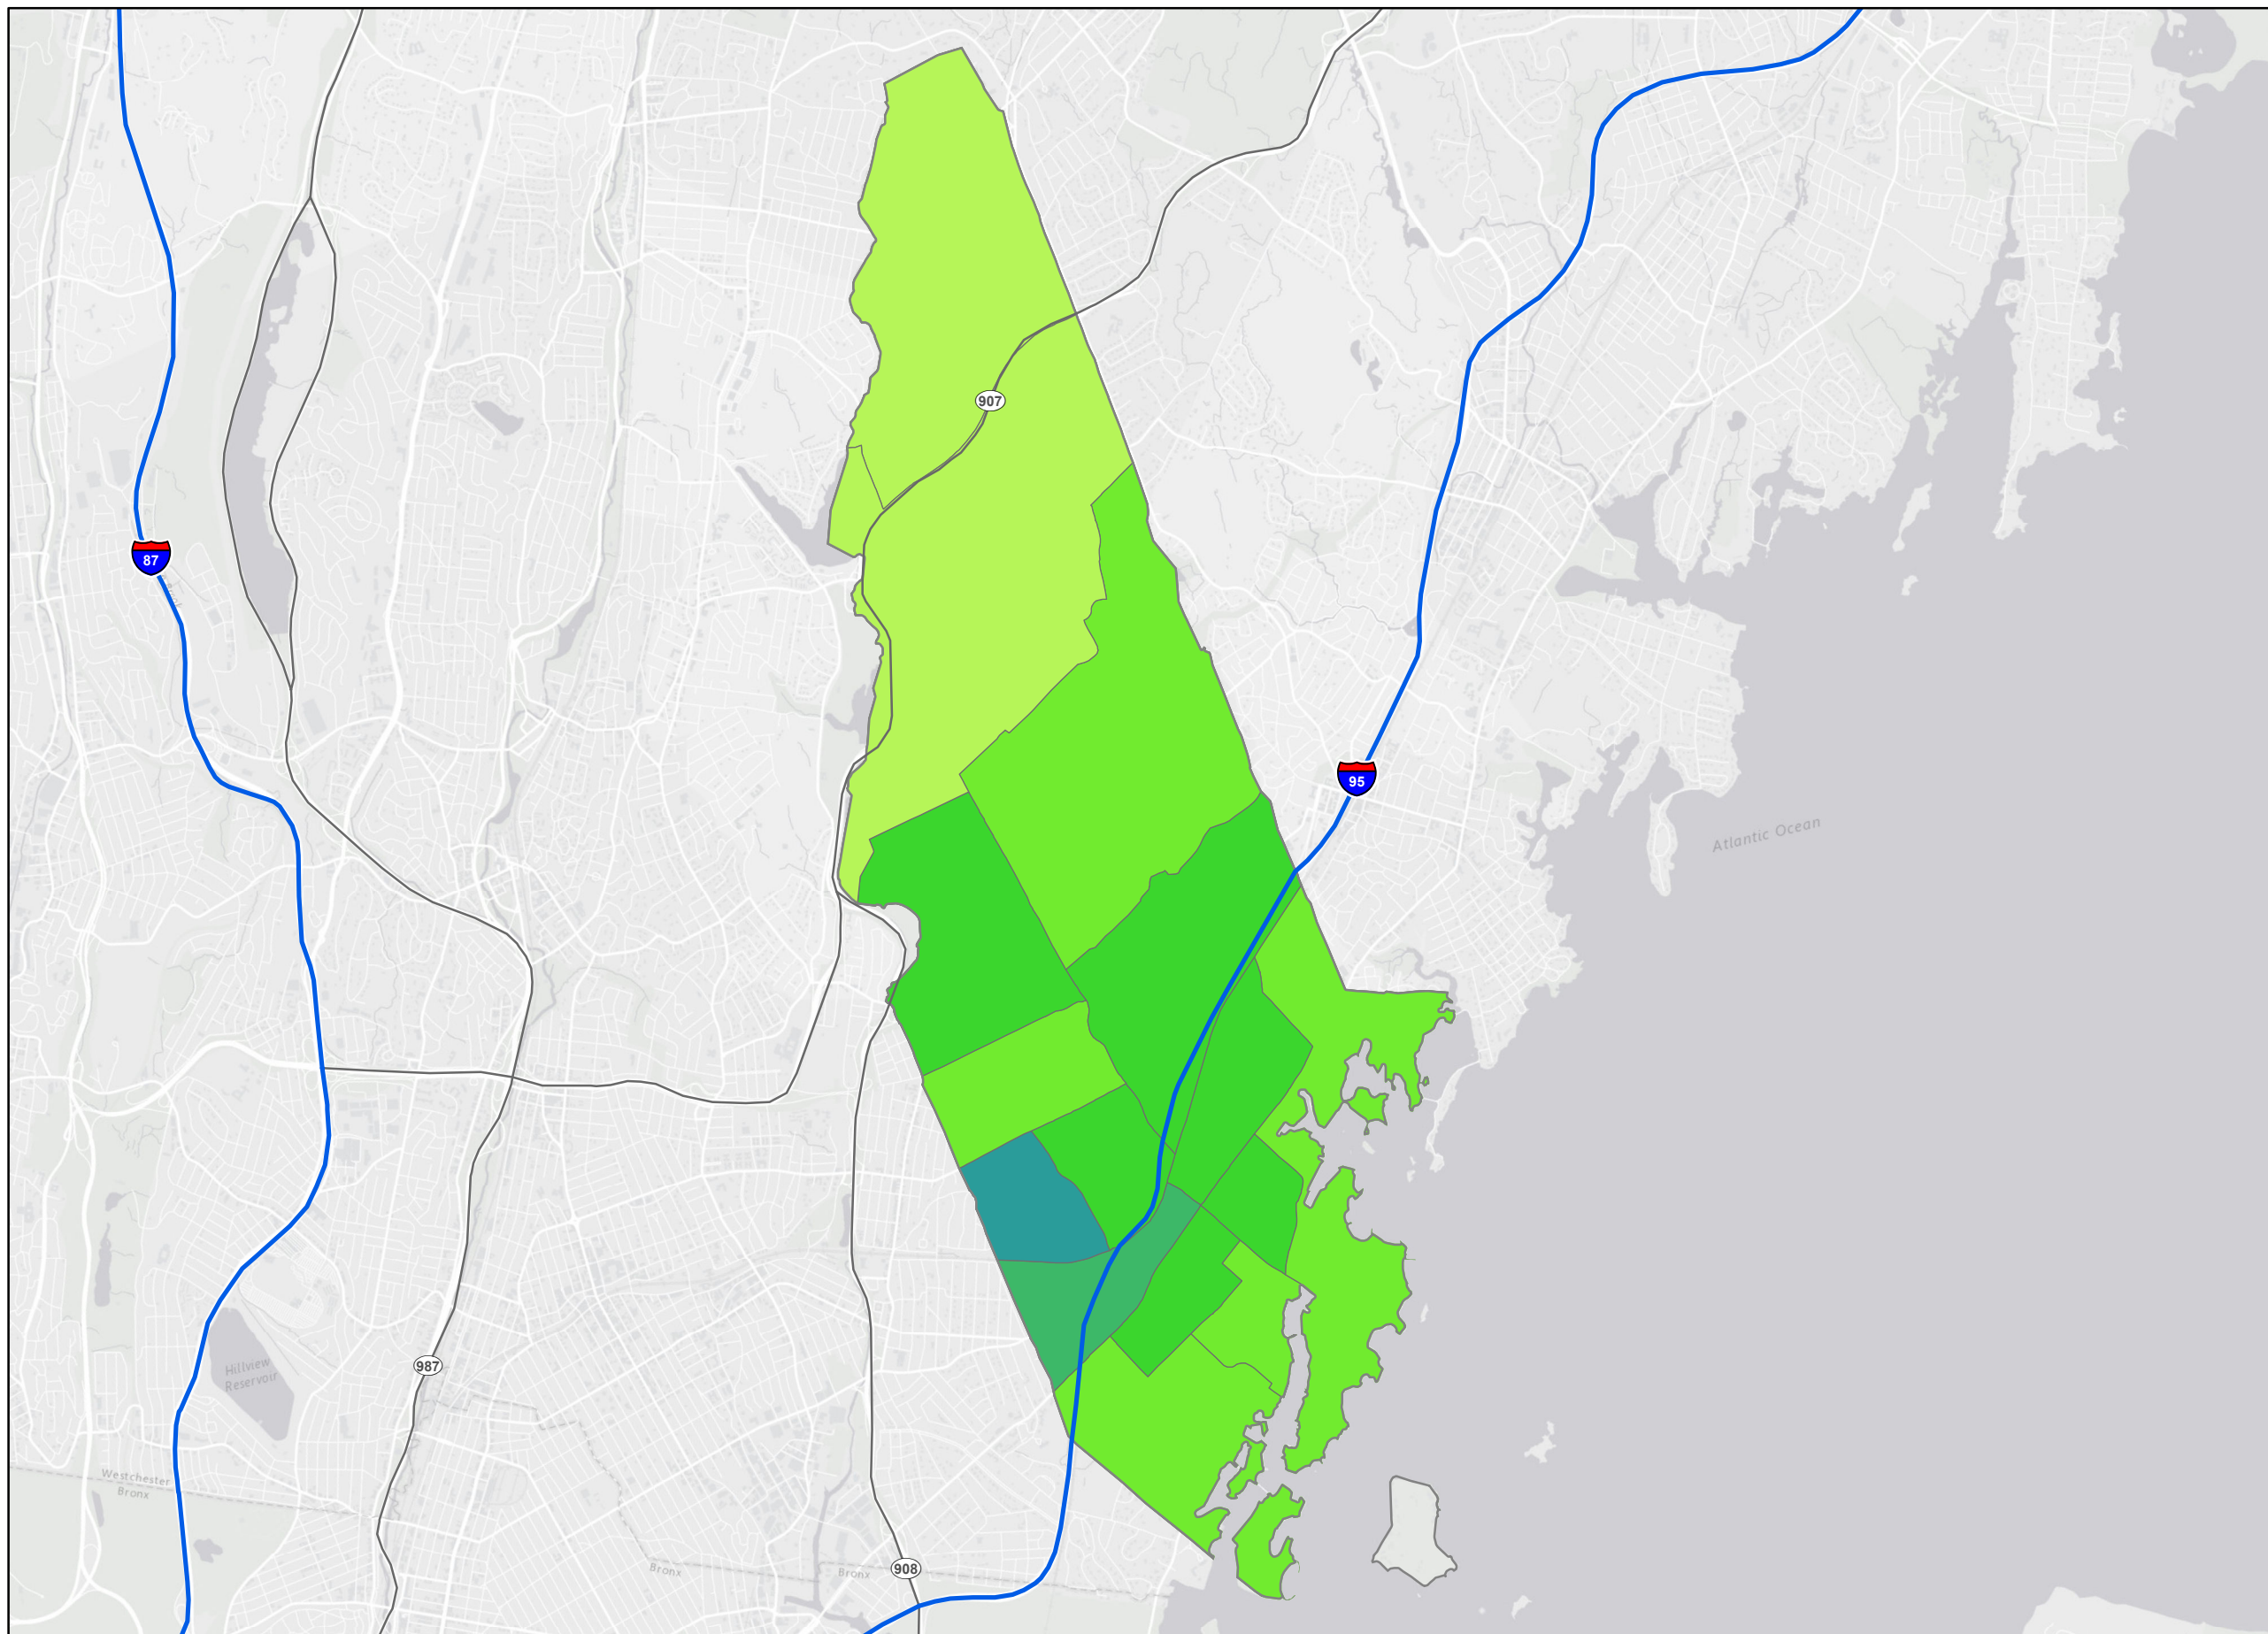 907
87
95
Atlantic Ocean
987
Hillview
Reservoir
Westchester
Bronx
Bronx
Bronx
908